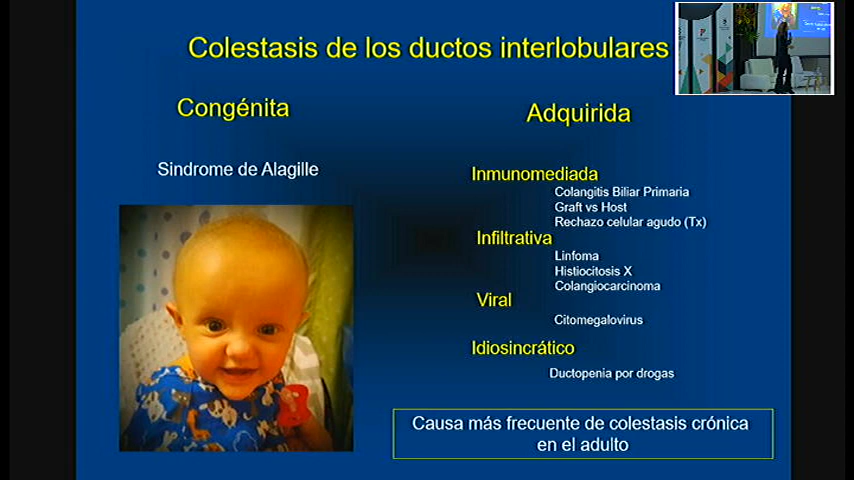 Colestasis de los ductos interlobulares
Congénita
Sindrome de Alagille
Adquirida
Inmunomediada
Colangitis Biliar Primaria
Graft vs Host
Rechazo celular agudo (Tx)
Infiltrativa
Linfoma
Histiocitosis X
Colangiocarcinoma
Viral
Citomegalovirus
Idiosincrático
Ductopenia por drogas
Causa más frecuente de colestasis crónica
en el adulto